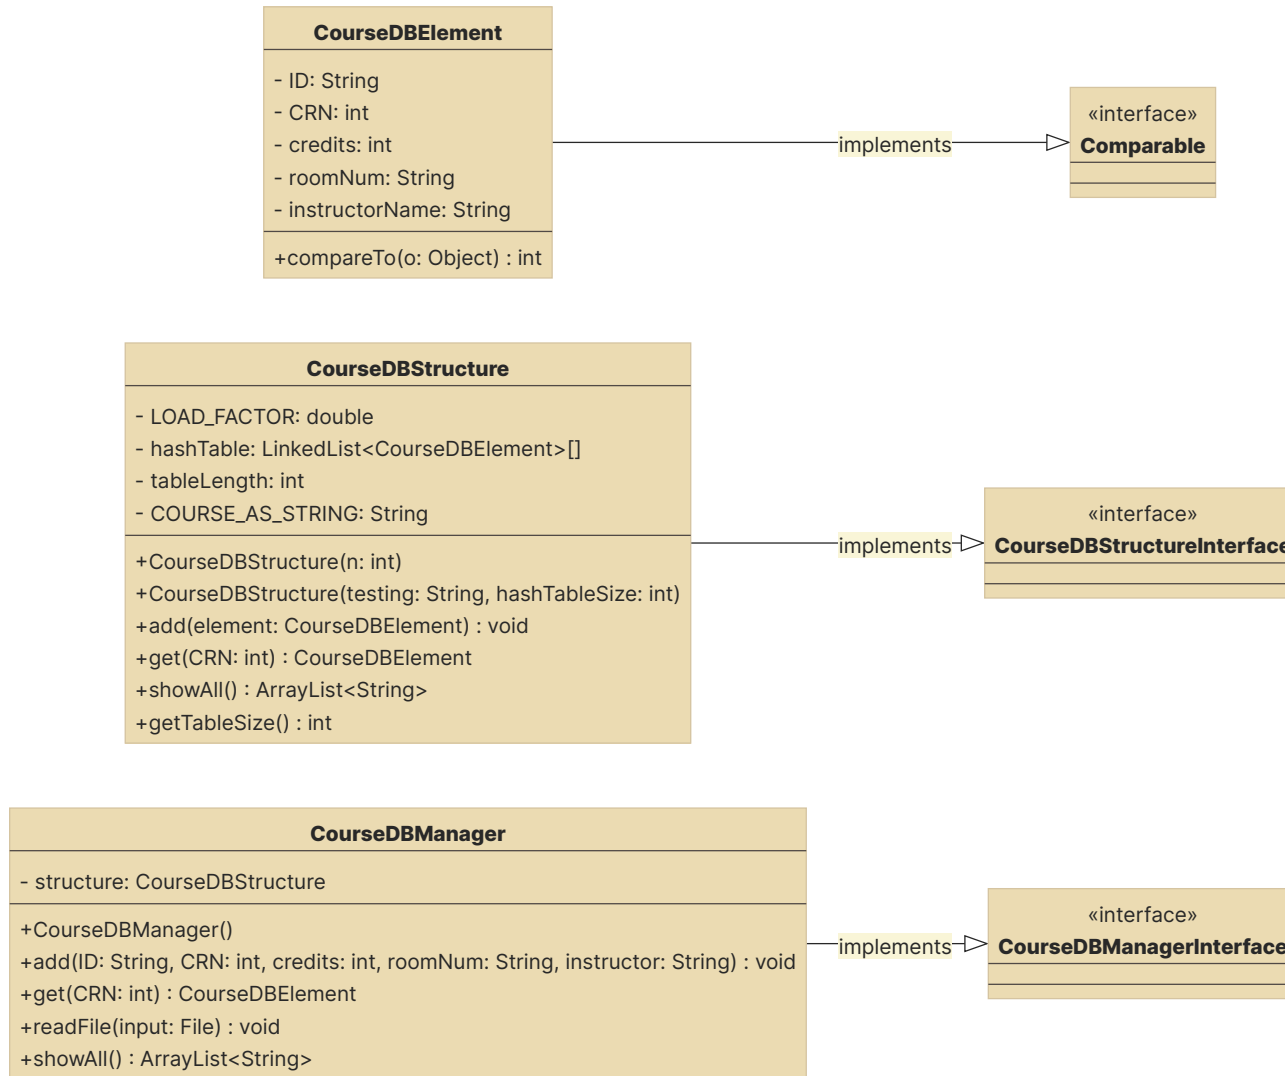 CourseDBElement
- ID: String
- CRN: int
- credits: int
- roomNum: String
- instructorName: String
+compareTo(o: Object) : int
implements
«interface»
Comparable
CourseDBStructure
- LOAD_FACTOR: double
- hashTable: LinkedList<CourseDBElement>[]
- tableLength: int
- COURSE_AS_STRING: String
+CourseDBStructure(n: int)
+CourseDBStructure(testing: String, hashTableSize: int)
+add(element: CourseDBElement) : void
+get(CRN: int) : CourseDBElement
+showAll() : ArrayList<String>
+getTableSize() : int
implements
«interface»
CourseDBStructureInterface
CourseDBManager
- structure: CourseDBStructure
+CourseDBManager()
+add(ID: String, CRN: int, credits: int, roomNum: String, instructor: String) : void
+get(CRN: int) : CourseDBElement
+readFile(input: File) : void
+showAll() : ArrayList<String>
implements
«interface»
CourseDBManagerInterface